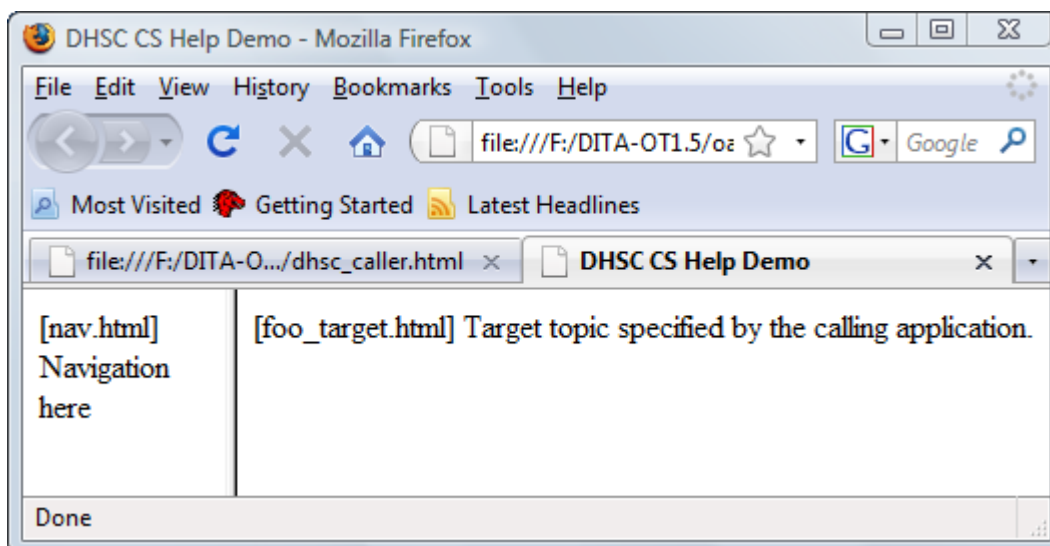 DHSC CS Help Demo - Mozilla Firefox
File Edit View History Bookmarks Tools Help
file:///F:/DITA-OT1.5/oa G Google
Most Visited Getting Started Latest Headlines
file:///F:/DITA-O.../dhsc_caller.html DHSC CS Help Demo
[nav.html]
Navigation
here
[foo_target.html] Target topic specified by the calling application.
Done